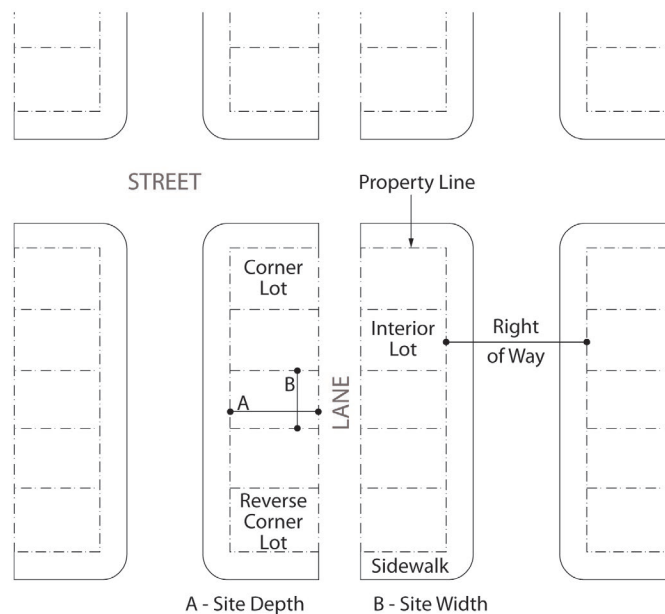 STREET
Property Line
Corner
Lot
Interior
Lot
Right
of Way
B
A
LANE
Reverse
Corner
Lot
Sidewalk
A - Site Depth
B - Site Width